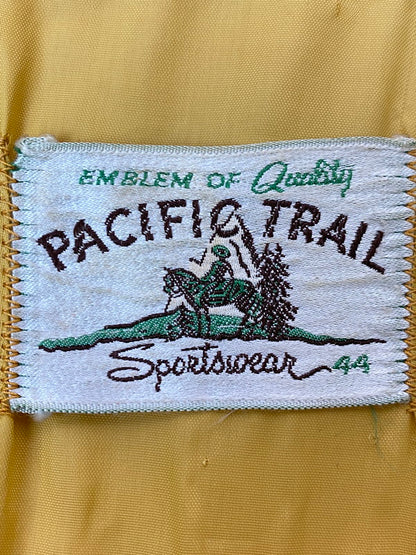 EMBLEM OF Quality
PACIFIC TRAIL
Sportswear 44